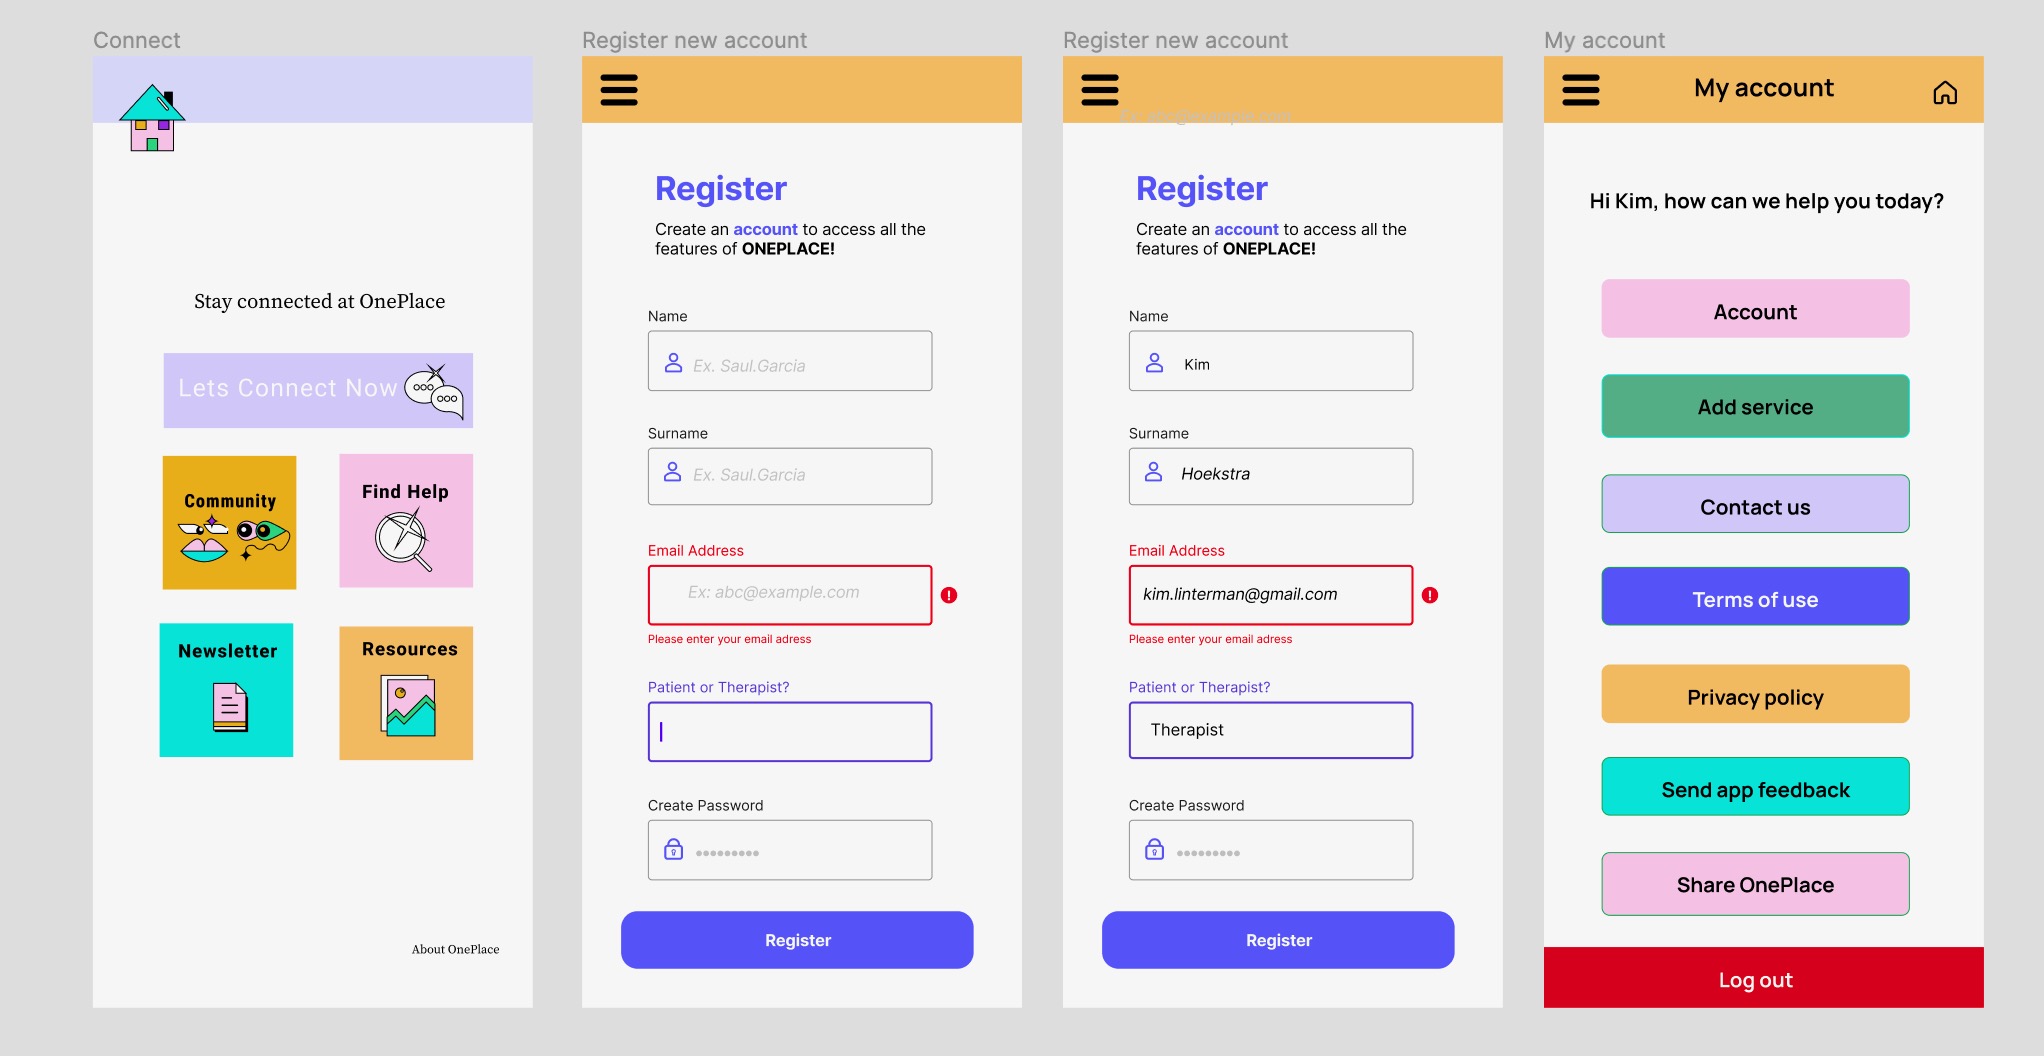 Connect
Stay connected at OnePlace
Lets Connect Now
Community
Find Help
Newsletter
Resources
About OnePlace
Register new account
Register
Create an account to access all the
features of ONEPLACE!
Name
Ex. Saul.Garcia
Surname
Ex. Saul.Garcia
Email Address
Ex: abc@example.com
!
Please enter your email adress
Patient or Therapist?
Create Password
Register
Register new account
Ex: abc@example.com
Register
Create an account to access all the
features of ONEPLACE!
Name
Kim
Surname
Hoekstra
Email Address
kim.linterman@gmail.com
!
Please enter your email adress
Patient or Therapist?
Therapist
Create Password
Register
My account
My account
Hi Kim, how can we help you today?
Account
Add service
Contact us
Terms of use
Privacy policy
Send app feedback
Share OnePlace
Log out